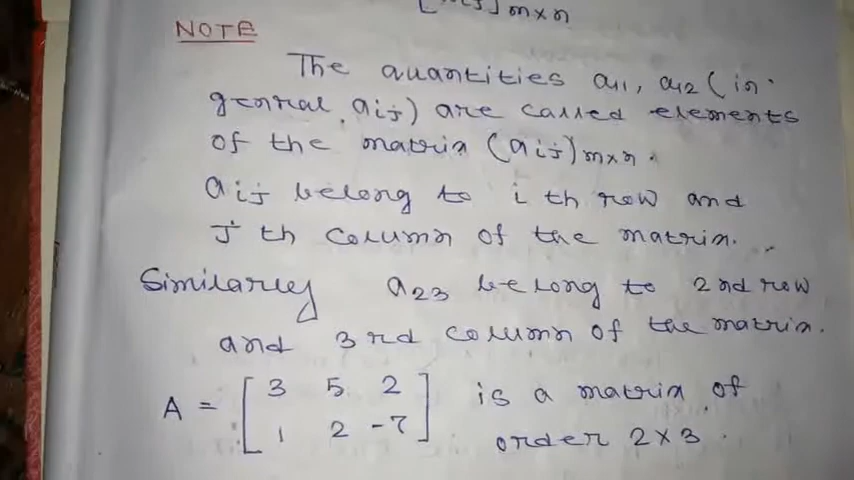 ]m×n
NOTE
The quantities a11, a12 (in
general, aij) are called elements
of the matrix (aij)m×n.
aij belong to i th row and
j th column of the matrix.
Similarly a23 belong to 2nd row
and 3rd column of the matrix.
A = [ 3 5 2 ] is a matrix of
[ 1 2 -7 ] order 2×3.